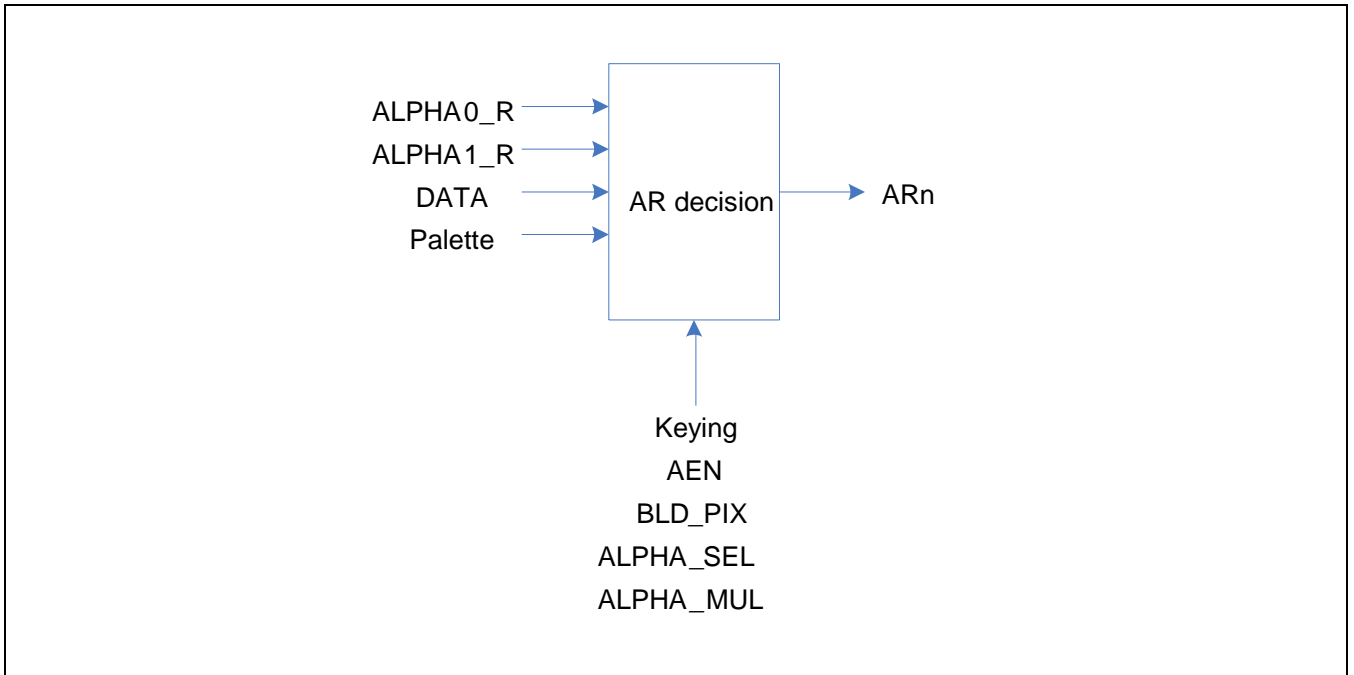 ALPHA0_R
ALPHA1_R
DATA
Palette
AR decision
ARn
Keying
AEN
BLD_PIX
ALPHA_SEL
ALPHA_MUL